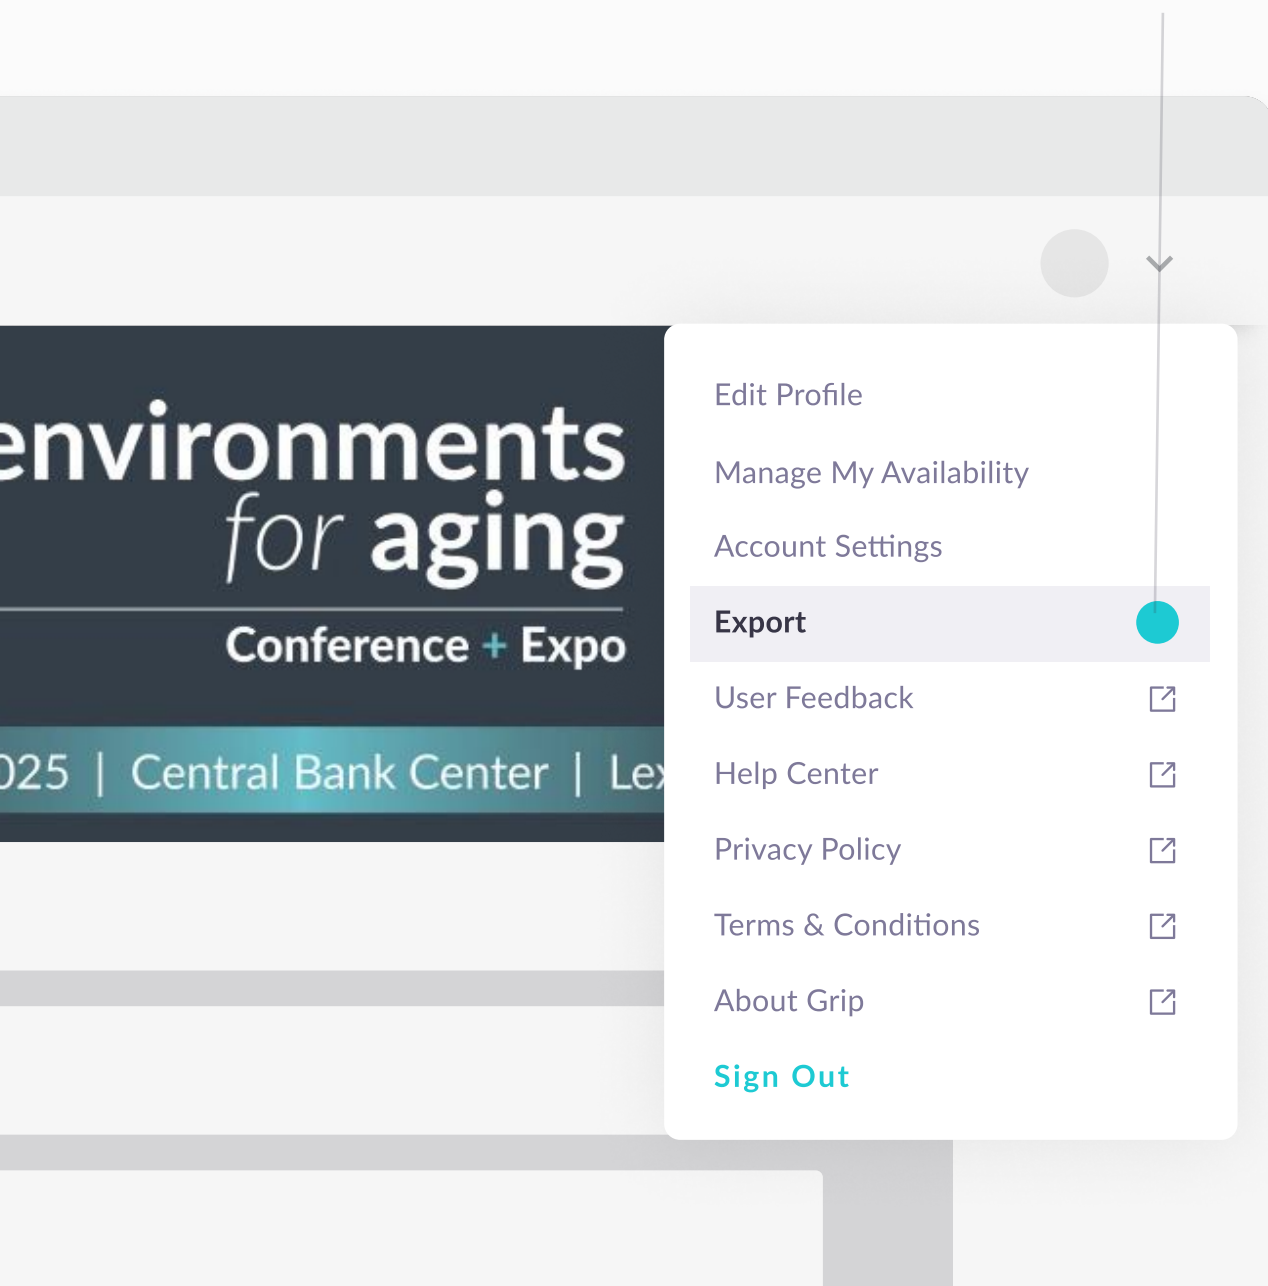 environments
for aging
Conference + Expo
025 | Central Bank Center | Lex
Edit Profile
Manage My Availability
Account Settings
Export
User Feedback
Help Center
Privacy Policy
Terms & Conditions
About Grip
Sign Out